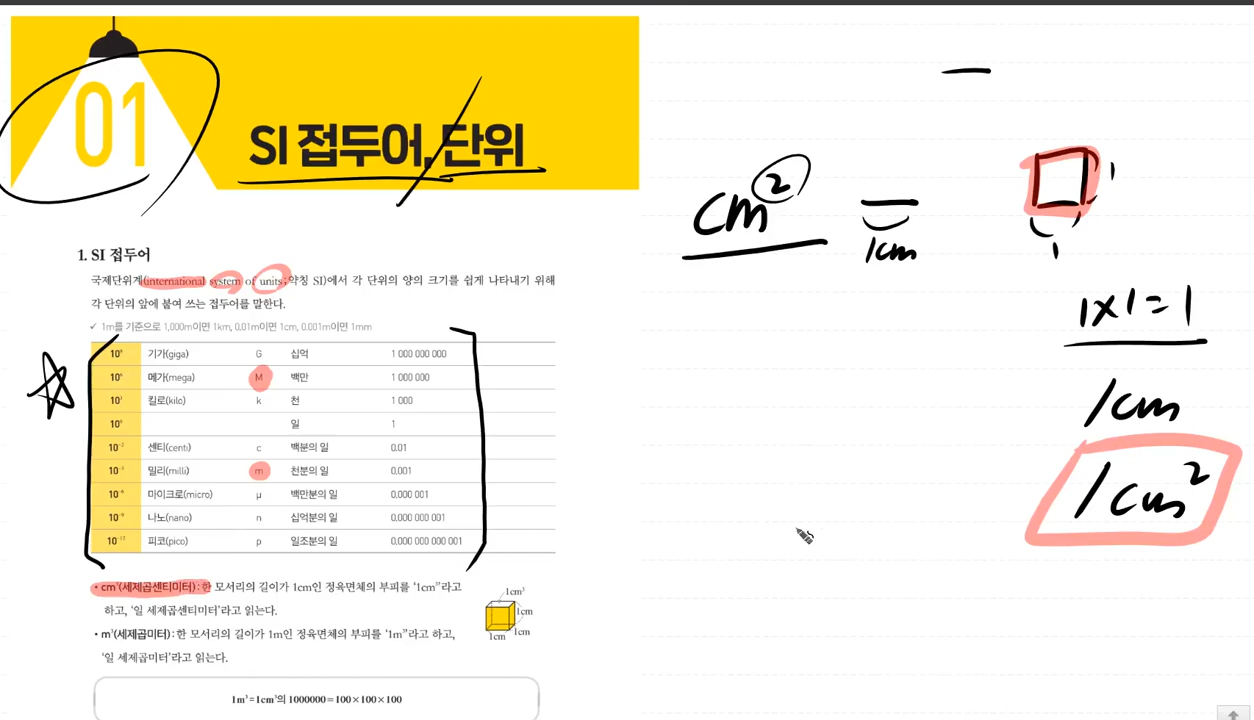 01
SI 접두어, 단위
1. SI 접두어
국제단위계(international system of units;약칭 SI)에서 각 단위의 양의 크기를 쉽게 나타내기 위해
각 단위의 앞에 붙여 쓰는 접두어를 말한다.
✓ 1m를 기준으로 1,000m이면 1km, 0.01m이면 1cm, 0.001m이면 1mm
10⁹ 기가(giga) G 십억 1 000 000 000
10⁶ 메가(mega) M 백만 1 000 000
10³ 킬로(kilo) k 천 1 000
10⁰ 일 1
10⁻² 센티(centi) c 백분의 일 0.01
10⁻³ 밀리(milli) m 천분의 일 0.001
10⁻⁶ 마이크로(micro) μ 백만분의 일 0.000 001
10⁻⁹ 나노(nano) n 십억분의 일 0.000 000 001
10⁻¹² 피코(pico) p 일조분의 일 0.000 000 000 001
• cm³(세제곱센티미터) : 한 모서리의 길이가 1cm인 정육면체의 부피를 '1cm³'라고
하고, '일 세제곱센티미터'라고 읽는다.
1cm³
1cm
1cm
1cm
• m³(세제곱미터) : 한 모서리의 길이가 1m인 정육면체의 부피를 '1m³'라고 하고,
'일 세제곱미터'라고 읽는다.
1m³=1cm³의 1000000=100×100×100
cm²
1cm
1
1
1×1=1
1cm
1cm²